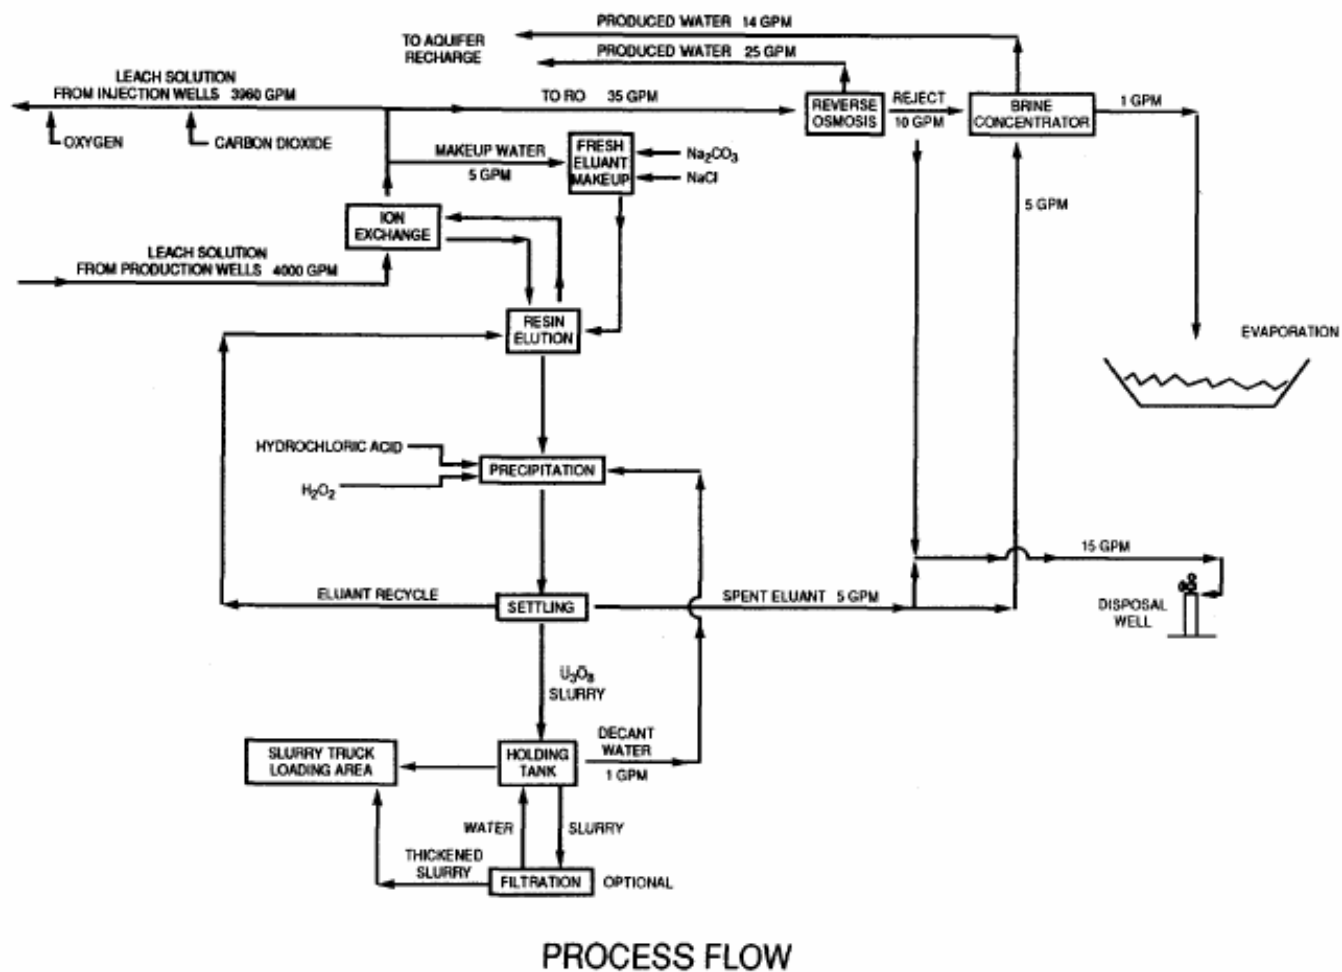 PRODUCED WATER 14 GPM
TO AQUIFER
RECHARGE
PRODUCED WATER 25 GPM
LEACH SOLUTION
FROM INJECTION WELLS 3960 GPM
TO RO 35 GPM
REVERSE
OSMOSIS
REJECT
10 GPM
BRINE
CONCENTRATOR
1 GPM
OXYGEN
CARBON DIOXIDE
MAKEUP WATER
5 GPM
FRESH
ELUANT
MAKEUP
Na2CO3
NaCl
5 GPM
ION
EXCHANGE
LEACH SOLUTION
FROM PRODUCTION WELLS 4000 GPM
RESIN
ELUTION
EVAPORATION
HYDROCHLORIC ACID
H2O2
PRECIPITATION
15 GPM
ELUANT RECYCLE
SETTLING
SPENT ELUANT 5 GPM
DISPOSAL
WELL
U3O8
SLURRY
SLURRY TRUCK
LOADING AREA
HOLDING
TANK
DECANT
WATER
1 GPM
WATER
SLURRY
THICKENED
SLURRY
FILTRATION
OPTIONAL
PROCESS FLOW